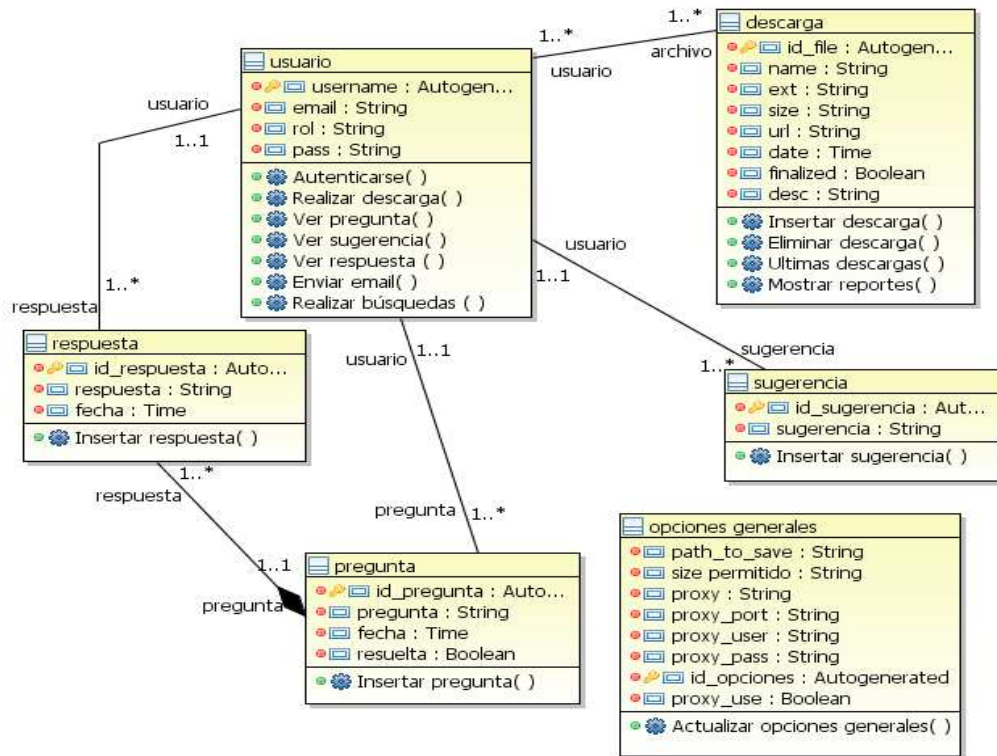 descarga
id_file : Autogen...
name : String
ext : String
size : String
url : String
date : Time
finalized : Boolean
desc : String
Insertar descarga( )
Eliminar descarga( )
Ultimas descargas( )
Mostrar reportes( )
1..*
archivo
1..*
usuario
usuario
username : Autogen...
email : String
rol : String
pass : String
Autenticarse( )
Realizar descarga( )
Ver pregunta( )
Ver sugerencia( )
Ver respuesta ( )
Enviar email( )
Realizar búsquedas ( )
usuario
1..1
1..*
respuesta
usuario
1..1
sugerencia
1..*
usuario
1..1
pregunta
1..*
respuesta
id_respuesta : Auto...
respuesta : String
fecha : Time
Insertar respuesta( )
1..*
respuesta
1..1
pregunta
sugerencia
id_sugerencia : Aut...
sugerencia : String
Insertar sugerencia( )
pregunta
id_pregunta : Auto...
pregunta : String
fecha : Time
resuelta : Boolean
Insertar pregunta( )
opciones generales
path_to_save : String
size permitido : String
proxy : String
proxy_port : String
proxy_user : String
proxy_pass : String
id_opciones : Autogenerated
proxy_use : Boolean
Actualizar opciones generales( )